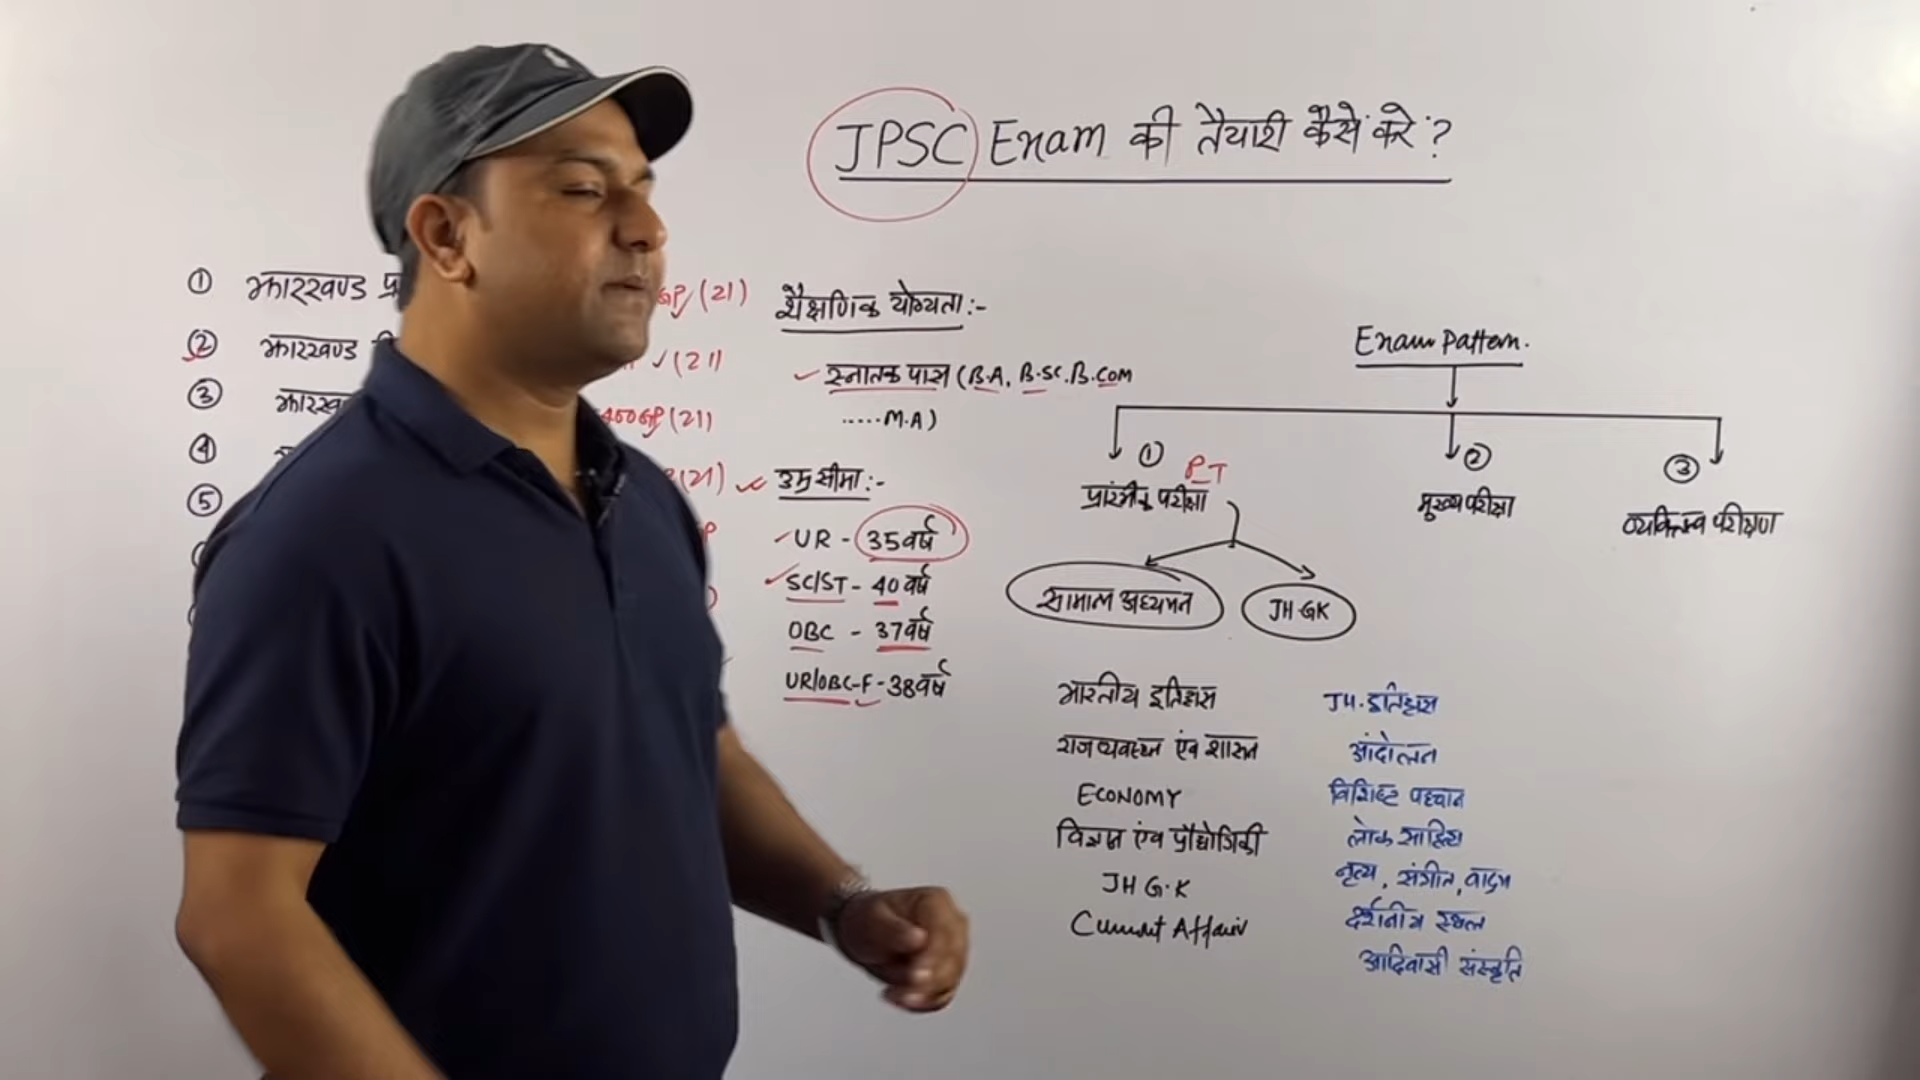 JPSC Exam की तैयारी कैसे करें ?
① झारखण्ड
② झारखण्ड
③
④
⑤
GP (21)
✓ (21)
(21)
(21)
शैक्षणिक योग्यता :-
✓ स्नातक पास (B.A, B.SC. B.COM
..... M.A)
✓ उम्र सीमा :-
✓ UR - 35 वर्ष
✓ SC/ST - 40 वर्ष
OBC - 37 वर्ष
UR/OBC-F - 38 वर्ष
Exam Pattern.
① PT
प्रांरभीक परीक्षा
②
मुख्य परीक्षा
③
व्यक्तित्व परीक्षण
सामान्य अध्ययन
JH GK
भारतीय इतिहास
राजव्यवस्था एंव शासन
ECONOMY
विज्ञान एंव प्रौद्योगिकी
JH G.K
Current Affair
JH. इतिहास
आंदोलन
विशिष्ट पहचान
लोक साहित्य
नृत्य, संगीत, वाद्य
दर्शनीय स्थल
आदिवासी संस्कृति